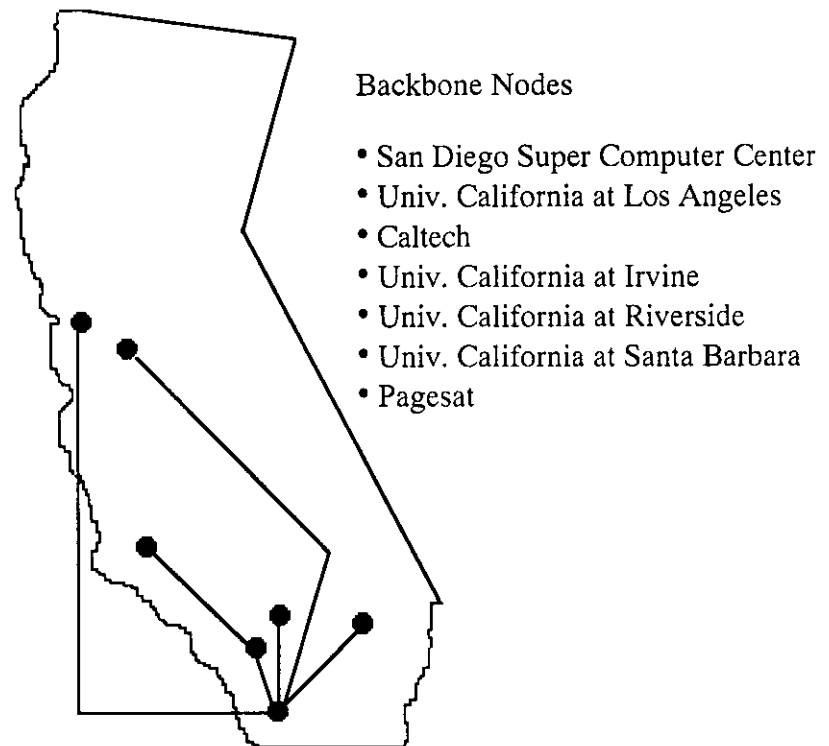 Backbone Nodes
• San Diego Super Computer Center
• Univ. California at Los Angeles
• Caltech
• Univ. California at Irvine
• Univ. California at Riverside
• Univ. California at Santa Barbara
• Pagesat